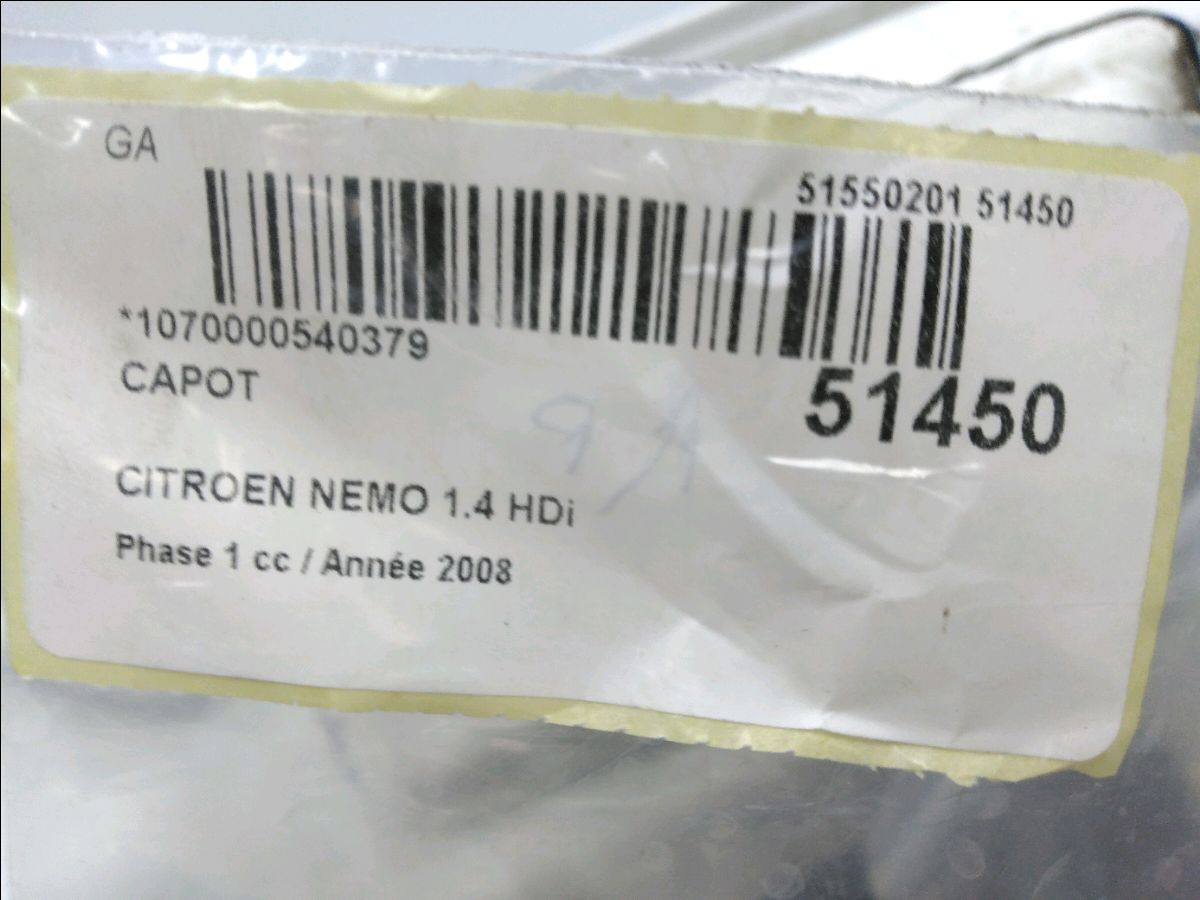 GA
51550201 51450
*1070000540379
CAPOT
51450
CITROEN NEMO 1.4 HDi
Phase 1 cc / Année 2008